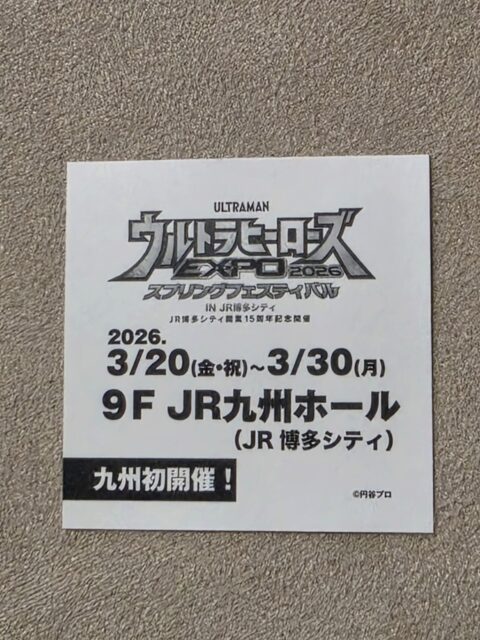 ULTRAMAN
ウルトラヒーローズ
EXPO 2026
スプリングフェスティバル
IN JR博多シティ
JR博多シティ開業15周年記念開催
2026.
3/20(金・祝)～3/30(月)
9F JR九州ホール
(JR 博多シティ)
九州初開催！
©円谷プロ